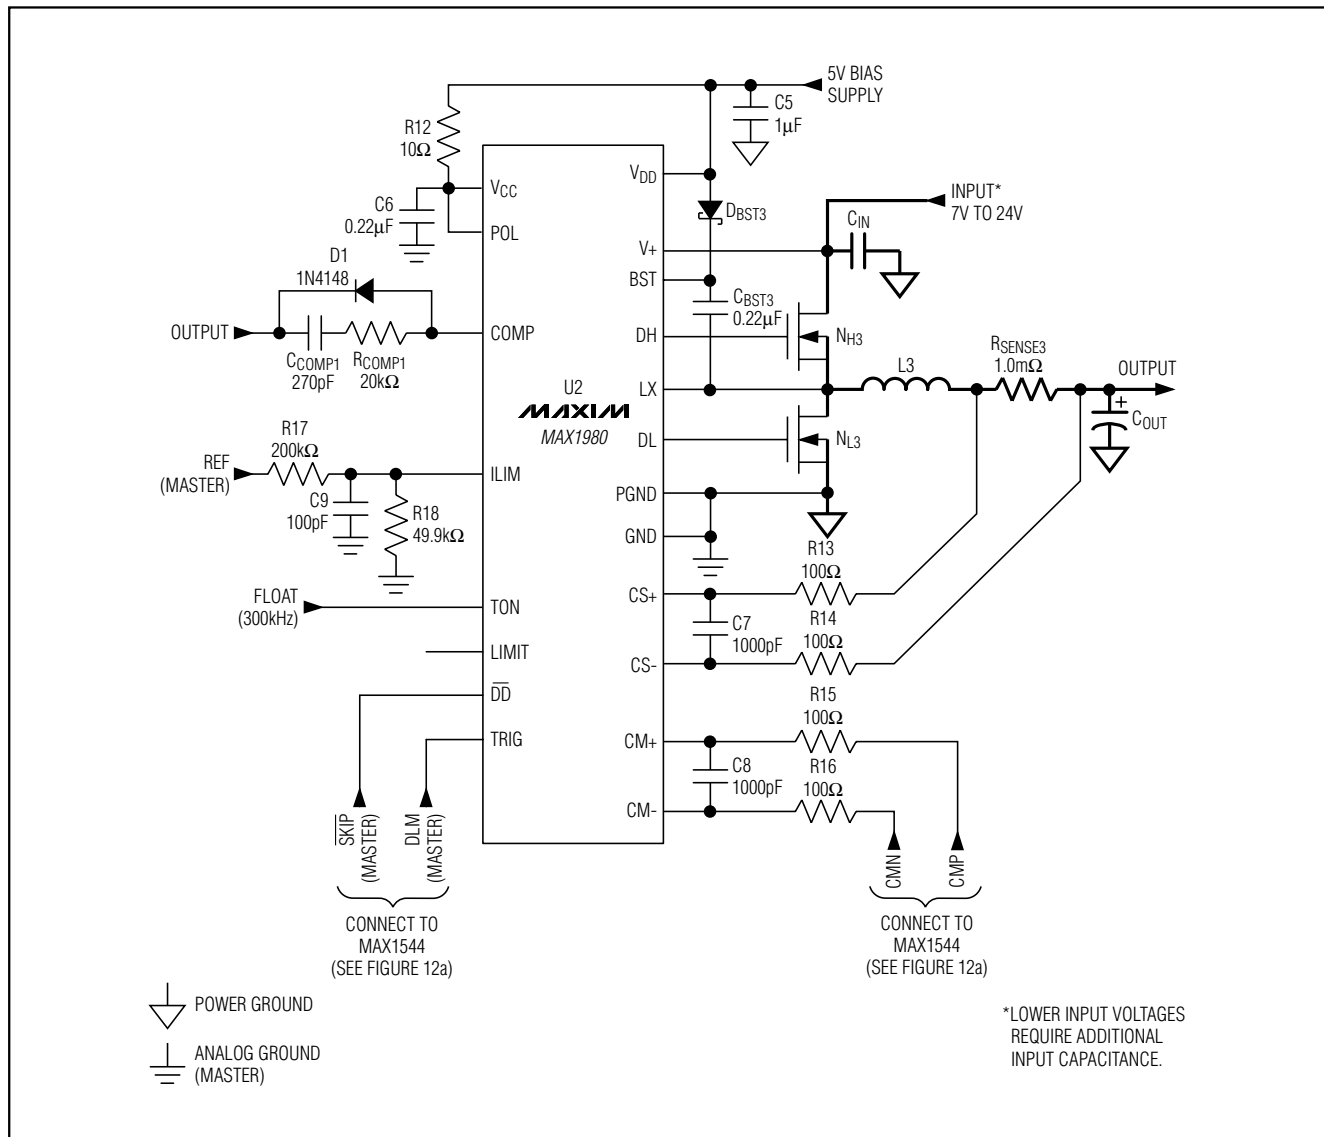 5V BIAS
SUPPLY
C5
1µF
R12
10Ω
VCC
C6
0.22µF
POL
VDD
DBST3
INPUT*
7V TO 24V
CIN
V+
BST
CBST3
0.22µF
D1
1N4148
OUTPUT
COMP
CCOMP1
270pF
RCOMP1
20kΩ
DH
NH3
U2
MAXIM
MAX1980
LX
L3
RSENSE3
1.0mΩ
OUTPUT
+
COUT
DL
NL3
R17
200kΩ
REF
(MASTER)
ILIM
C9
100pF
R18
49.9kΩ
PGND
GND
FLOAT
(300kHz)
TON
CS+
R13
100Ω
C7
1000pF
R14
100Ω
CS-
LIMIT
DD
TRIG
R15
100Ω
CM+
C8
1000pF
R16
100Ω
CM-
SKIP
(MASTER)
DLM
(MASTER)
CMN
CMP
CONNECT TO
MAX1544
(SEE FIGURE 12a)
CONNECT TO
MAX1544
(SEE FIGURE 12a)
POWER GROUND
ANALOG GROUND
(MASTER)
*LOWER INPUT VOLTAGES
REQUIRE ADDITIONAL
INPUT CAPACITANCE.